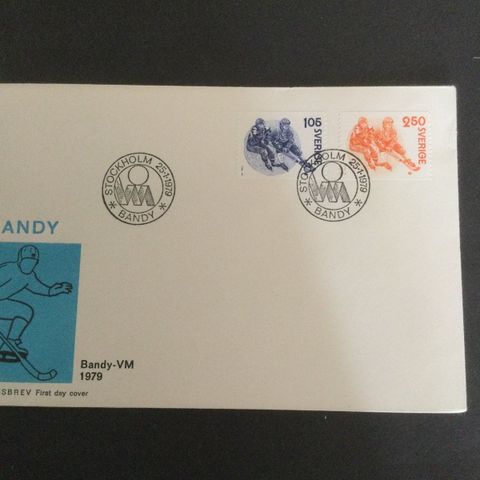 105
SVERIGE
250
SVERIGE
STOCKHOLM 25-1-1979
VM
* BANDY *
STOCKHOLM 25-1-1979
VM
* BANDY *
ANDY
Bandy-VM
1979
SBREV First day cover